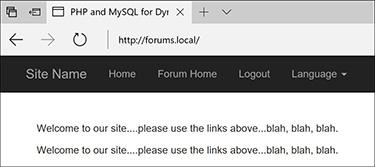 PHP and MySQL for Dyr
http://forums.local/
Site Name Home Forum Home Logout Language
Welcome to our site....please use the links above...blah, blah, blah.
Welcome to our site....please use the links above...blah, blah, blah.